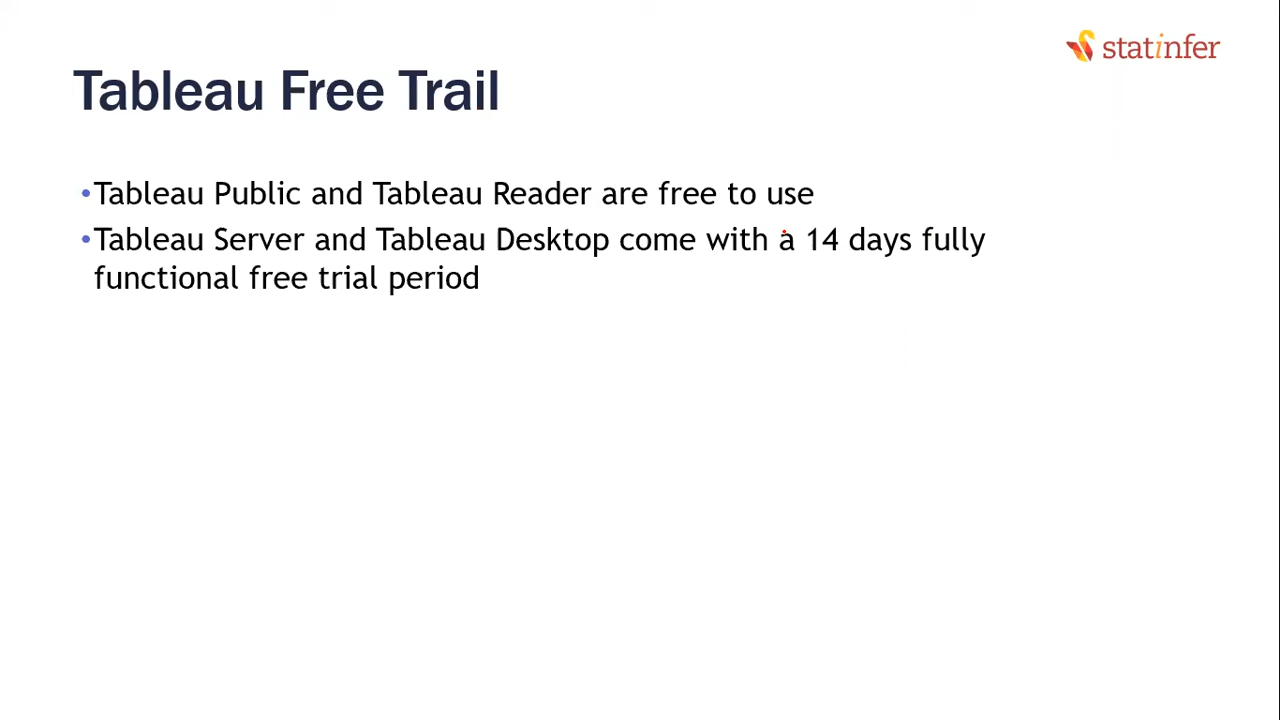 statinfer
Tableau Free Trail
•Tableau Public and Tableau Reader are free to use
•Tableau Server and Tableau Desktop come with a 14 days fully
functional free trial period